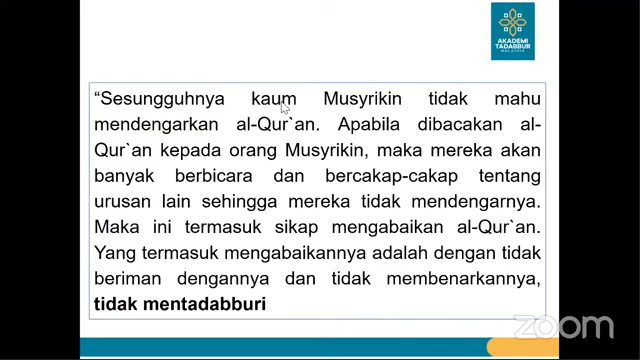 AKADEMI
TADABBUR
MALAYSIA
“Sesungguhnya kaum Musyrikin tidak mahu
mendengarkan al-Qur`an. Apabila dibacakan al-
Qur`an kepada orang Musyrikin, maka mereka akan
banyak berbicara dan bercakap-cakap tentang
urusan lain sehingga mereka tidak mendengarnya.
Maka ini termasuk sikap mengabaikan al-Qur`an.
Yang termasuk mengabaikannya adalah dengan tidak
beriman dengannya dan tidak membenarkannya,
tidak mentadabburi
zoom